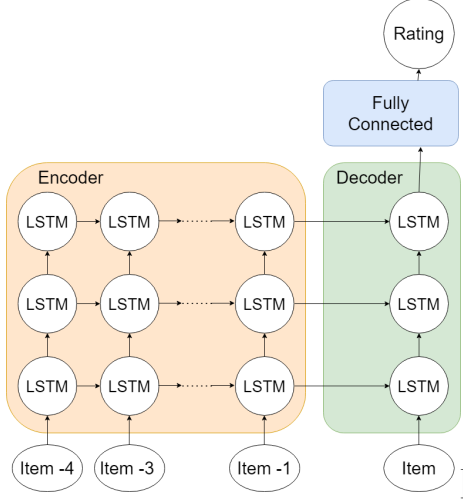 Rating
Fully
Connected
Encoder
Decoder
LSTM LSTM LSTM LSTM
LSTM LSTM LSTM LSTM
LSTM LSTM LSTM LSTM
Item -4 Item -3 Item -1 Item